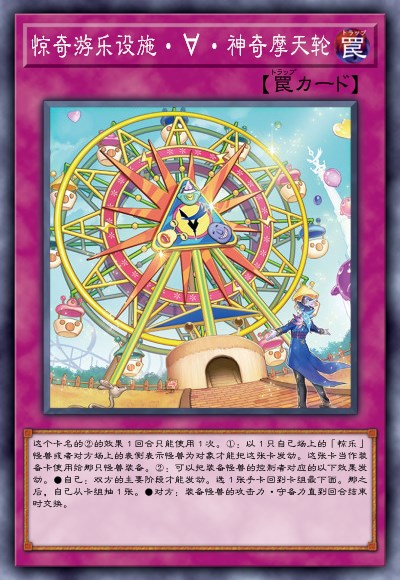 惊奇游乐设施・∀・神奇摩天轮 罠
トラップ
【罠カード】
トラップ
这个卡名的②的效果1回合只能使用1次。①：以1只自己场上的「惊乐」
怪兽或者对方场上的表侧表示怪兽为对象才能把这张卡发动。这张卡当作装
备卡使用给那只怪兽装备。②：可以把装备怪兽的控制者对应的以下效果发
动。●自己：双方的主要阶段才能发动。选1张手卡回到卡组最下面。那之
后，自己从卡组抽1张。●对方：装备怪兽的攻击力・守备力直到回合结束
时交换。